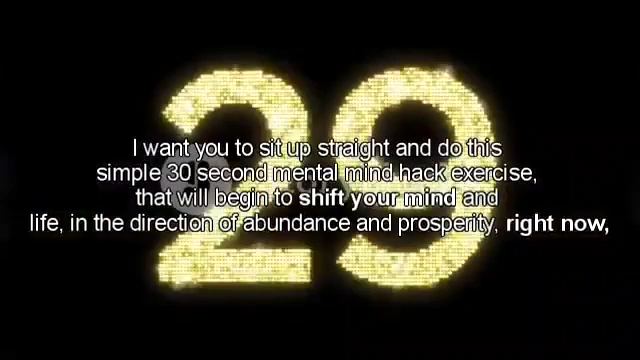 29
I want you to sit up straight and do this
simple 30 second mental mind hack exercise,
that will begin to shift your mind and
life, in the direction of abundance and prosperity, right now,